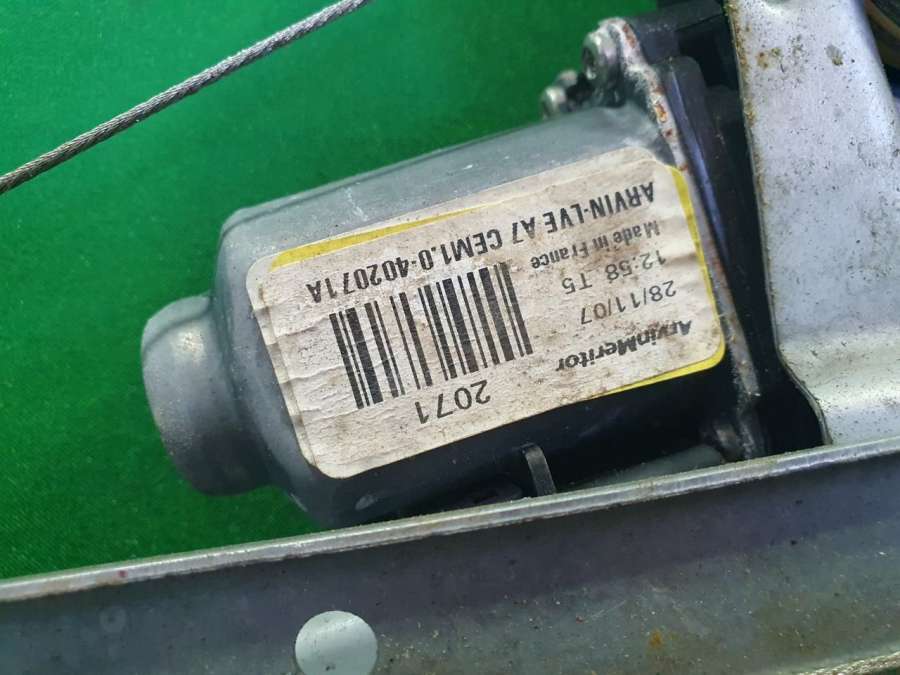 2071
ArvinMeritor
28/11/07
12:58 T5
Made in France
ARVIN-LVE A7 CEM1.0-402071A